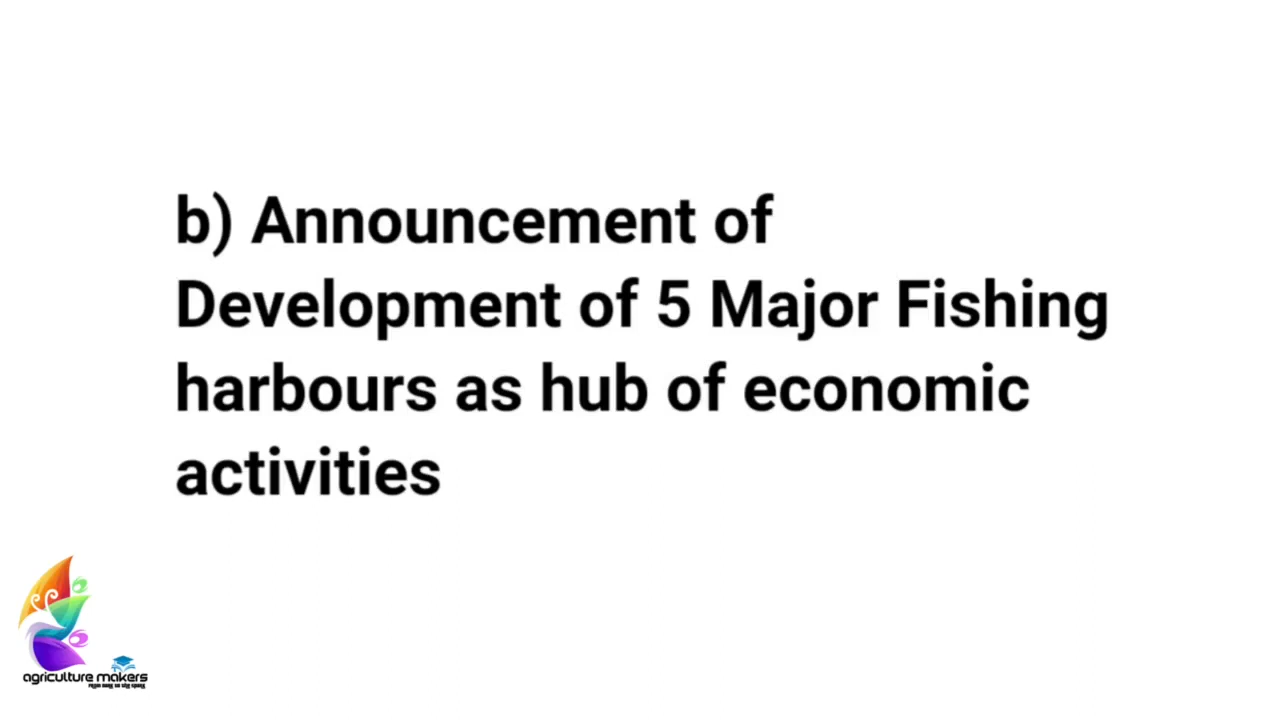 b) Announcement of
Development of 5 Major Fishing
harbours as hub of economic
activities
agriculture makers